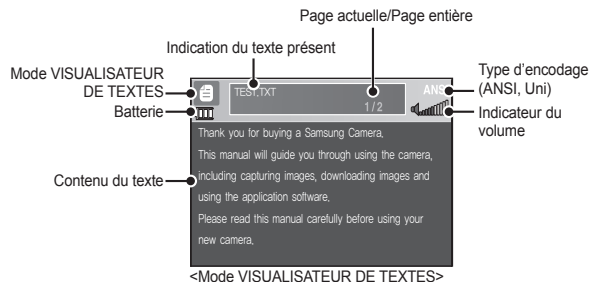 Page actuelle/Page entière
Indication du texte présent
Mode VISUALISATEUR
DE TEXTES
Batterie
Contenu du texte
Type d'encodage
(ANSI, Uni)
Indicateur du
volume
TEST.TXT
ANSI
1 / 2
Thank you for buying a Samsung Camera.
This manual will guide you through using the camera,
including capturing images, downloading images and
using the application software.
Please read this manual carefully before using your
new camera.
<Mode VISUALISATEUR DE TEXTES>